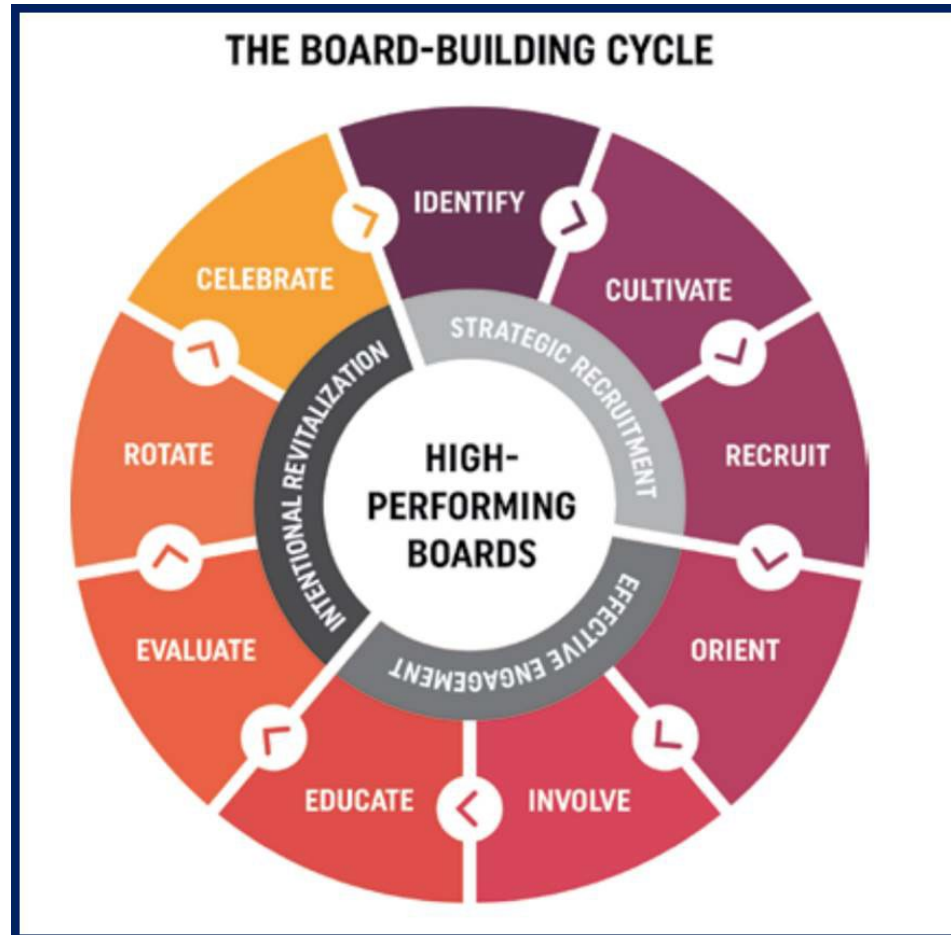 THE BOARD-BUILDING CYCLE
IDENTIFY
CULTIVATE
RECRUIT
ORIENT
INVOLVE
EDUCATE
EVALUATE
ROTATE
CELEBRATE
STRATEGIC RECRUITMENT
EFFECTIVE ENGAGEMENT
INTENTIONAL REVITALIZATION
HIGH-
PERFORMING
BOARDS